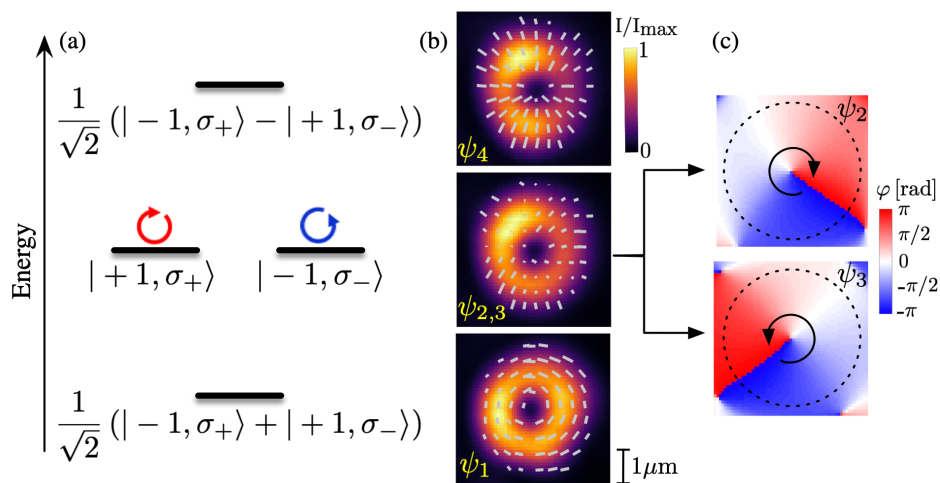 (a)
Energy
1/√2 (|−1, σ₊⟩ − |+1, σ₋⟩)
|+1, σ₊⟩
|−1, σ₋⟩
1/√2 (|−1, σ₊⟩ + |+1, σ₋⟩)
(b)
I/Imax
1
0
ψ₄
ψ₂,₃
ψ₁
1μm
(c)
ψ₂
φ [rad]
π
π/2
0
-π/2
-π
ψ₃